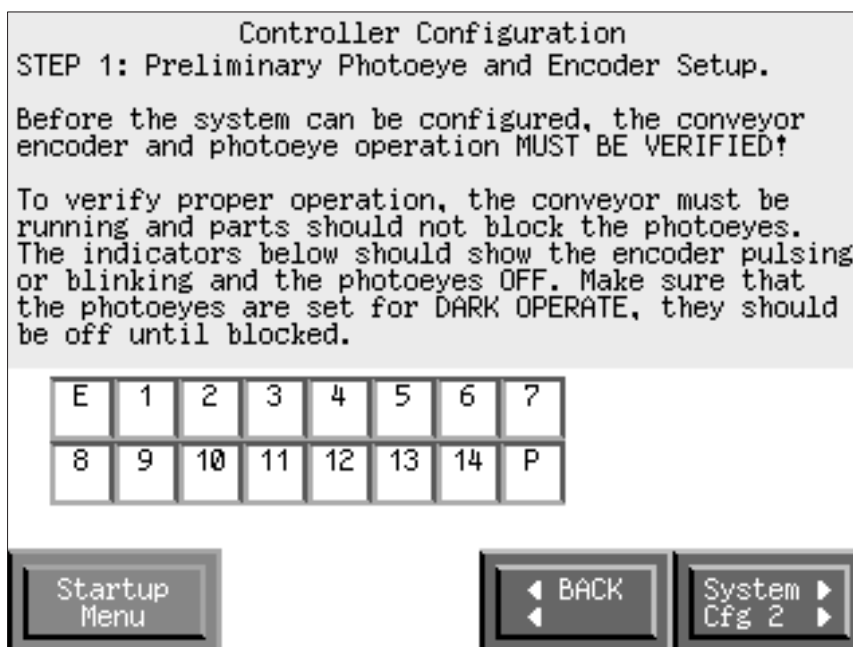 Controller Configuration
STEP 1: Preliminary Photoeye and Encoder Setup.
Before the system can be configured, the conveyor
encoder and photoeye operation MUST BE VERIFIED!
To verify proper operation, the conveyor must be
running and parts should not block the photoeyes.
The indicators below should show the encoder pulsing
or blinking and the photoeyes OFF. Make sure that
the photoeyes are set for DARK OPERATE, they should
be off until blocked.
E 1 2 3 4 5 6 7
8 9 10 11 12 13 14 P
Startup
Menu
BACK
System
Cfg 2